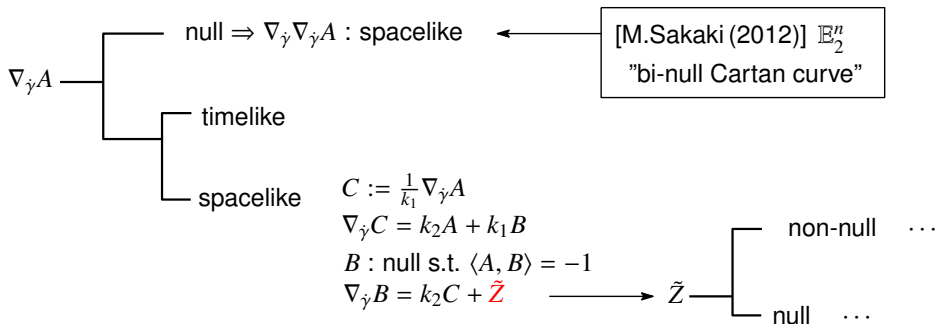 null ⇒ ∇_γ̇ ∇_γ̇ A : spacelike
[M.Sakaki (2012)] 𝔼₂ⁿ
"bi-null Cartan curve”
∇_γ̇ A
timelike
spacelike
C := 1/k₁ ∇_γ̇ A
∇_γ̇ C = k₂A + k₁B
B : null s.t. ⟨A, B⟩ = −1
∇_γ̇ B = k₂C + Z̃
Z̃
non-null ···
null ···